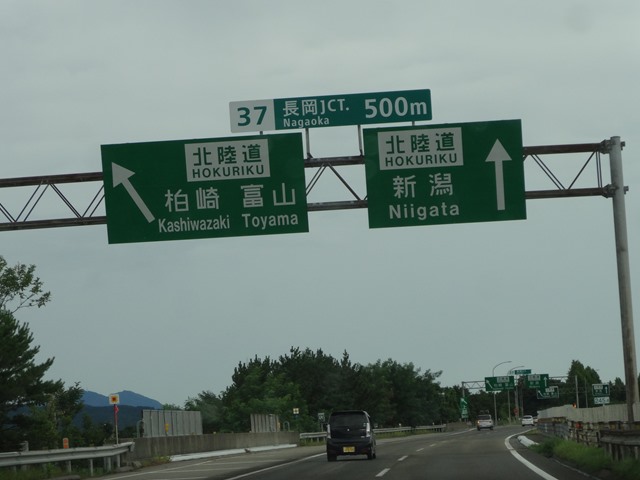 37 長岡JCT. 500m
Nagaoka
北陸道
HOKURIKU
柏崎 富山
Kashiwazaki Toyama
北陸道
HOKURIKU
新潟
Niigata